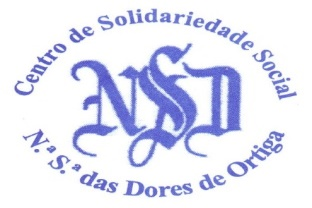 Centro de Solidariedade Social
NSD
N.ª S.ª das Dores de Ortiga